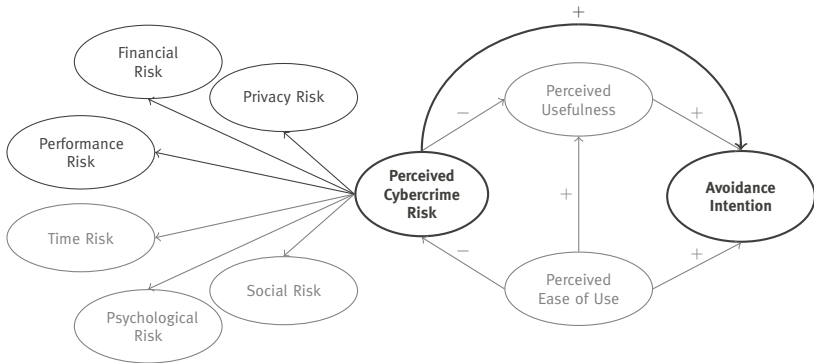 Financial
Risk
Privacy Risk
Performance
Risk
Time Risk
Psychological
Risk
Social Risk
Perceived
Cybercrime
Risk
+
−
Perceived
Usefulness
+
+
−
Perceived
Ease of Use
+
Avoidance
Intention